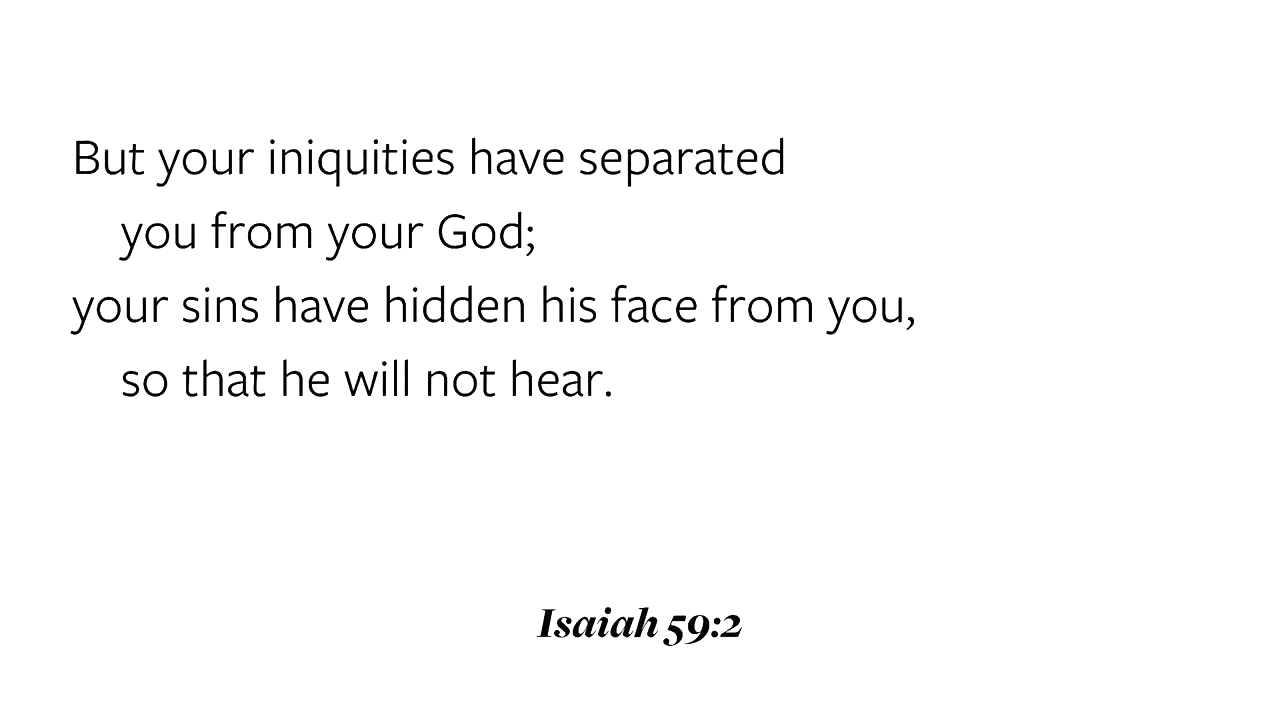 But your iniquities have separated
you from your God;
your sins have hidden his face from you,
so that he will not hear.
Isaiah 59:2